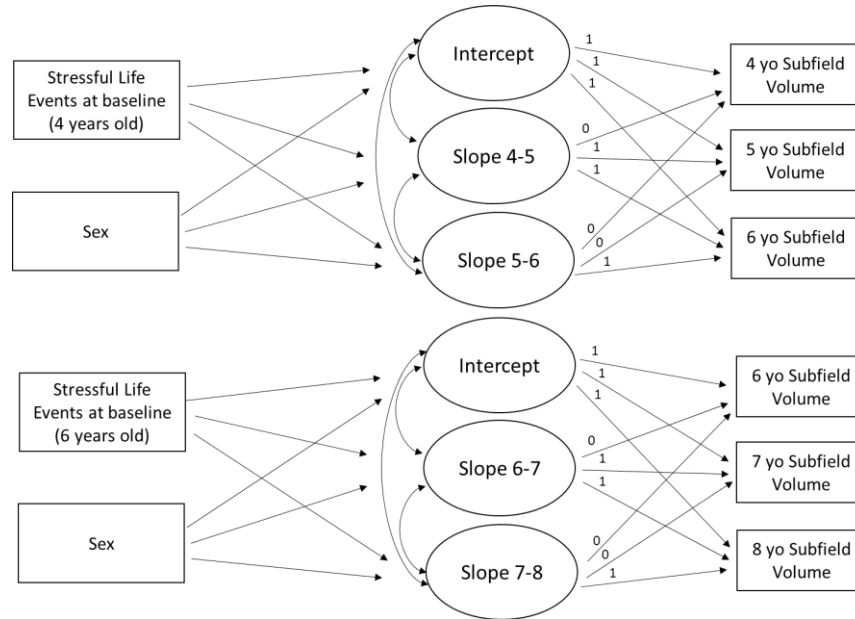 Stressful Life
Events at baseline
(4 years old)
Sex
Intercept
Slope 4-5
Slope 5-6
1
1
1
0
1
1
0
0
1
4 yo Subfield
Volume
5 yo Subfield
Volume
6 yo Subfield
Volume
Stressful Life
Events at baseline
(6 years old)
Sex
Intercept
Slope 6-7
Slope 7-8
1
1
1
0
1
1
0
0
1
6 yo Subfield
Volume
7 yo Subfield
Volume
8 yo Subfield
Volume